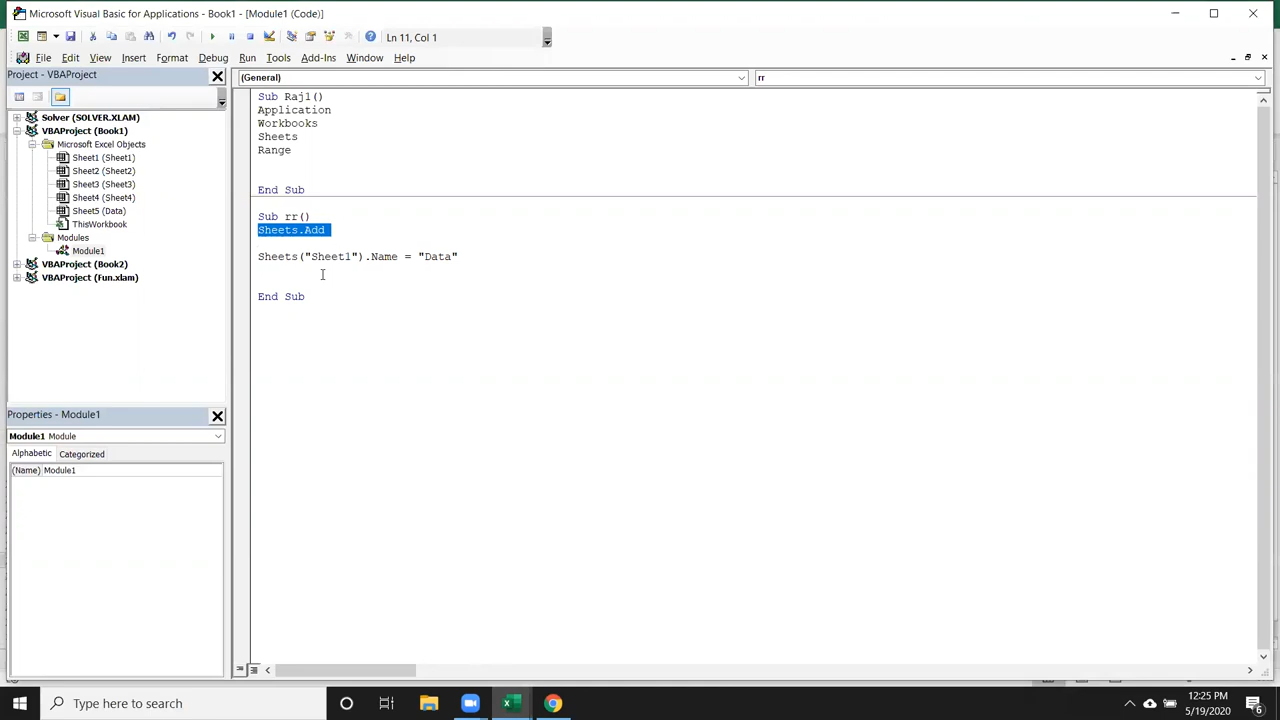 Microsoft Visual Basic for Applications - Book1 - [Module1 (Code)]
Ln 11, Col 1
File Edit View Insert Format Debug Run Tools Add-Ins Window Help
Project - VBAProject
(General)
rr
Solver (SOLVER.XLAM)
VBAProject (Book1)
Microsoft Excel Objects
Sheet1 (Sheet1)
Sheet2 (Sheet2)
Sheet3 (Sheet3)
Sheet4 (Sheet4)
Sheet5 (Data)
ThisWorkbook
Modules
Module1
VBAProject (Book2)
VBAProject (Fun.xlam)
Sub Raj1()
Application
Workbooks
Sheets
Range
End Sub
Sub rr()
Sheets.Add
Sheets("Sheet1").Name = "Data"
End Sub
Properties - Module1
Module1 Module
Alphabetic Categorized
(Name) Module1
Type here to search
12:25 PM
5/19/2020
6